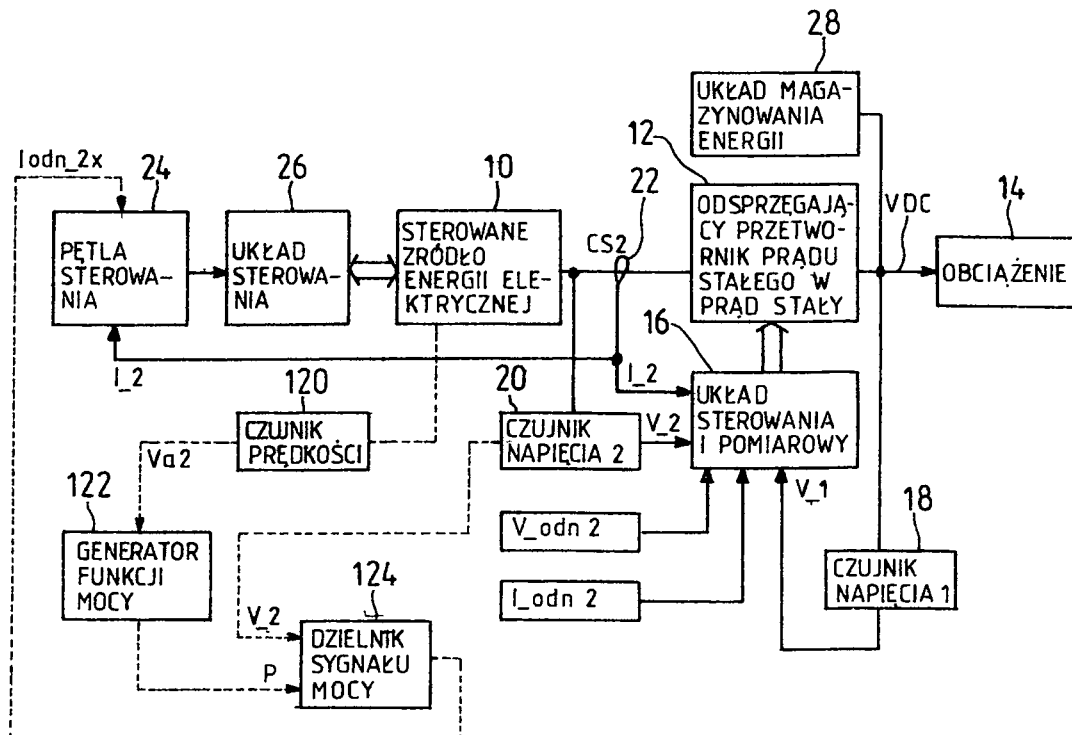 28
UKŁAD MAGA-
ZYNOWANIA
ENERGII
Iodn_2x
24
26
10
12
22
14
PĘTLA
STEROWA-
NIA
UKŁAD
STEROWA-
NIA
STEROWANE
ZRÓDŁO
ENERGII ELE-
KTRYCZNEJ
CS2
ODSPRZĘGAJĄ-
CY PRZETWO-
RNIK PRĄDU
STAŁEGO W
PRĄD STAŁY
VDC
OBCIĄŻENIE
I_2
120
20
I_2
16
CZUJNIK
PRĘDKOŚCI
CZUJNIK
NAPIĘCIA 2
V_2
UKŁAD
STEROWANIA
I POMIAROWY
Va2
V_1
122
18
GENERATOR
FUNKCJI
MOCY
V_odn 2
I_odn 2
CZUJNIK
NAPIĘCIA 1
124
V_2
P
DZIELNIK
SYGNAŁU
MOCY